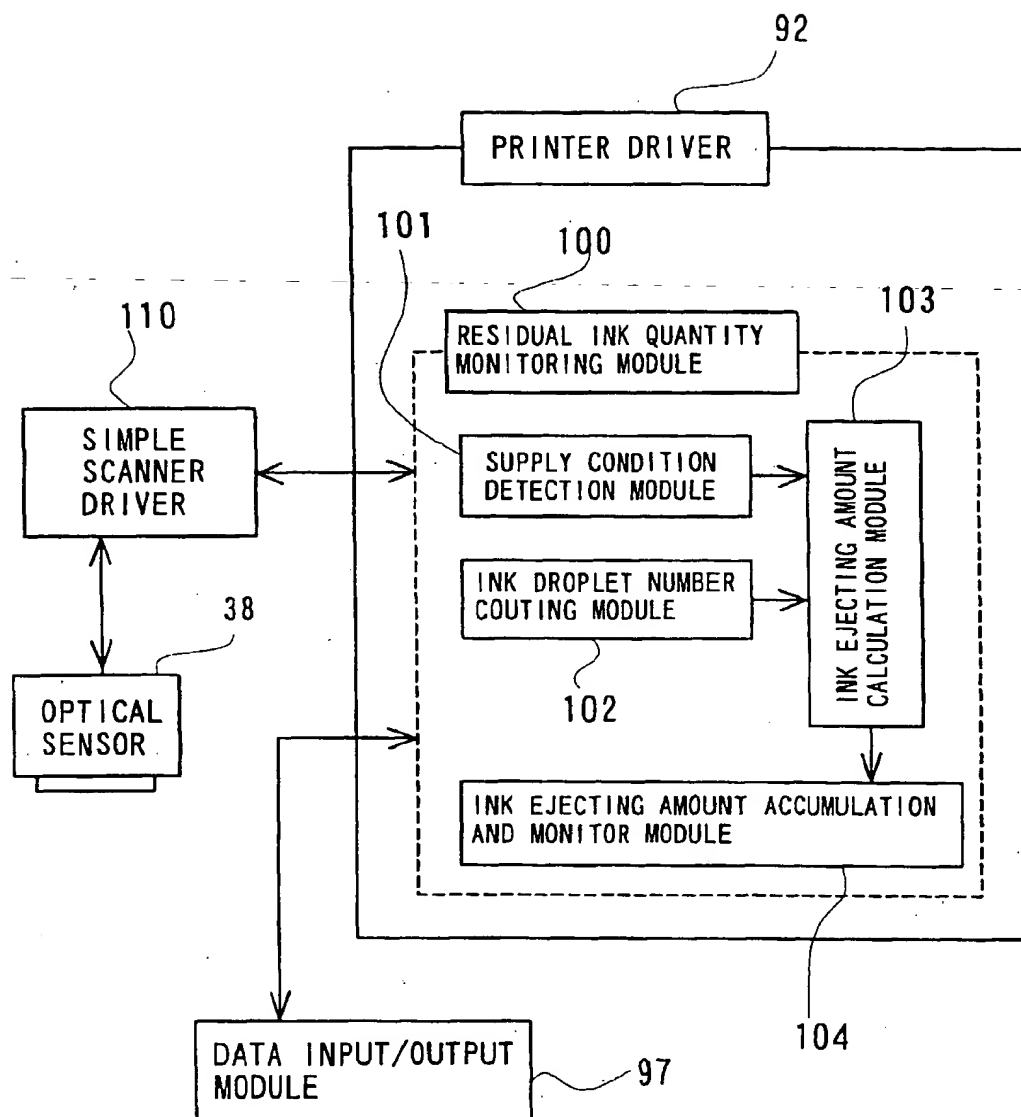 92
PRINTER DRIVER
101
100
103
110
RESIDUAL INK QUANTITY
MONITORING MODULE
SIMPLE
SCANNER
DRIVER
SUPPLY CONDITION
DETECTION MODULE
INK EJECTING AMOUNT
CALCULATION MODULE
INK DROPLET NUMBER
COUTING MODULE
38
102
OPTICAL
SENSOR
INK EJECTING AMOUNT ACCUMULATION
AND MONITOR MODULE
104
DATA INPUT/OUTPUT
MODULE
97